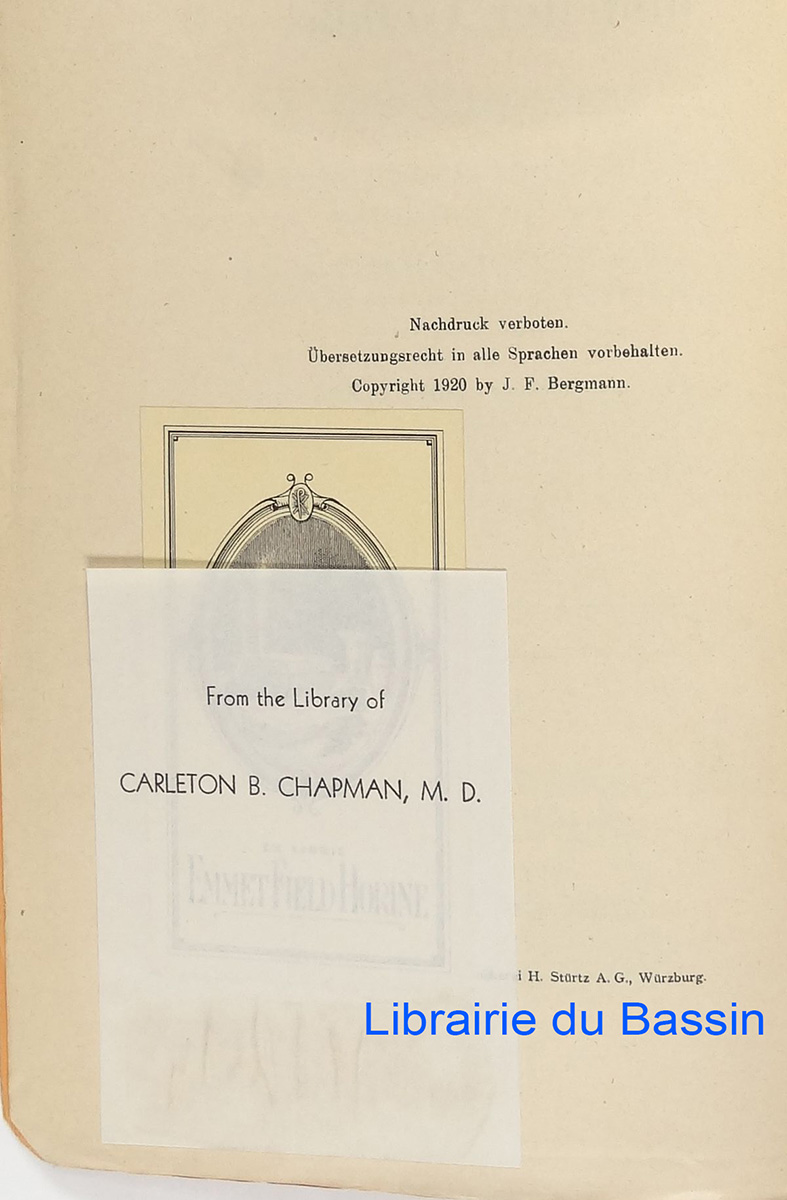 Nachdruck verboten.
Übersetzungsrecht in alle Sprachen vorbehalten.
Copyright 1920 by J. F. Bergmann.
From the Library of
CARLETON B. CHAPMAN, M. D.
EMMET FIELD HORINE
i H. Stürtz A. G., Würzburg.
Librairie du Bassin